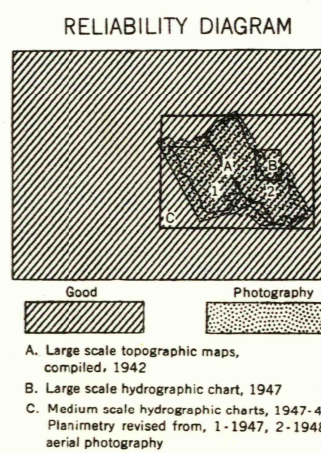 RELIABILITY DIAGRAM
A
B
1
2
C
Good
Photography
A. Large scale topographic maps,
compiled, 1942
B. Large scale hydrographic chart, 1947
C. Medium scale hydrographic charts, 1947-4
Planimetry revised from, 1-1947, 2-1948
aerial photography